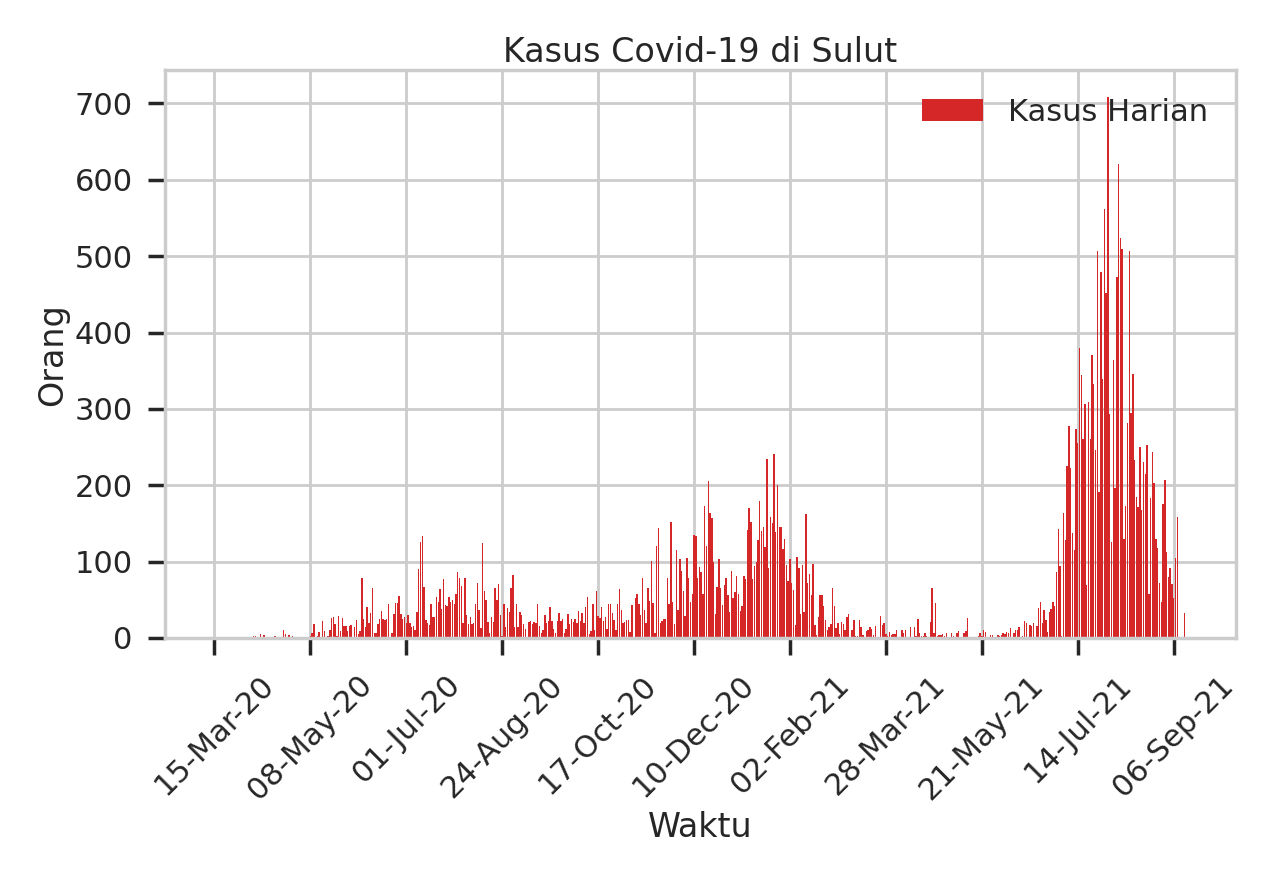 Kasus Covid-19 di Sulut
Kasus Harian
Orang
700
600
500
400
300
200
100
0
15-Mar-20
08-May-20
01-Jul-20
24-Aug-20
17-Oct-20
10-Dec-20
02-Feb-21
28-Mar-21
21-May-21
14-Jul-21
06-Sep-21
Waktu